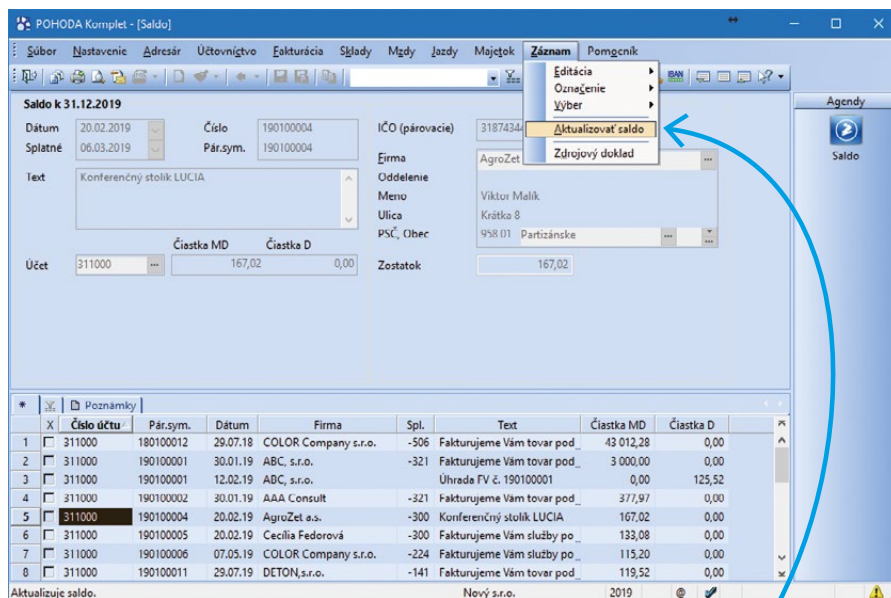 POHODA Komplet - [Saldo]
Súbor Nastavenie Adresár Účtovníctvo Fakturácia Sklady Mzdy Jazdy Majetok Záznam Pomocník
Editácia
Označenie
Výber
Aktualizovať saldo
Zdrojový doklad
IBAN
Agendy
Saldo
Saldo k 31.12.2019
Dátum 20.02.2019 Číslo 190100004 IČO (párovacie) 3187434
Splatné 06.03.2019 Pár.sym. 190100004
Firma AgroZet
Text Konferenčný stolík LUCIA Oddelenie
Meno Viktor Malík
Ulica Krátka 8
PSČ, Obec 958 01 Partizánske
Čiastka MD Čiastka D
Účet 311000 167,02 0,00 Zostatok 167,02
* Poznámky
X Číslo účtu Pár.sym. Dátum Firma Spl. Text Čiastka MD Čiastka D
1 311000 180100012 29.07.18 COLOR Company s.r.o. -506 Fakturujeme Vám tovar pod_ 43 012,28 0,00
2 311000 190100001 30.01.19 ABC, s.r.o. -321 Fakturujeme Vám tovar pod_ 3 000,00 0,00
3 311000 190100001 12.02.19 ABC, s.r.o. Úhrada FV č. 190100001 0,00 125,52
4 311000 190100002 30.01.19 AAA Consult -321 Fakturujeme Vám tovar pod_ 377,97 0,00
5 311000 190100004 20.02.19 AgroZet a.s. -300 Konferenčný stolík LUCIA 167,02 0,00
6 311000 190100005 20.02.19 Cecília Fedorová -300 Fakturujeme Vám služby po_ 133,08 0,00
7 311000 190100006 07.05.19 COLOR Company s.r.o. -224 Fakturujeme Vám služby po_ 115,20 0,00
8 311000 190100011 29.07.19 DETON,s.r.o. -141 Fakturujeme Vám tovar pod_ 119,52 0,00
Aktualizuje saldo. Nový s.r.o. 2019 @